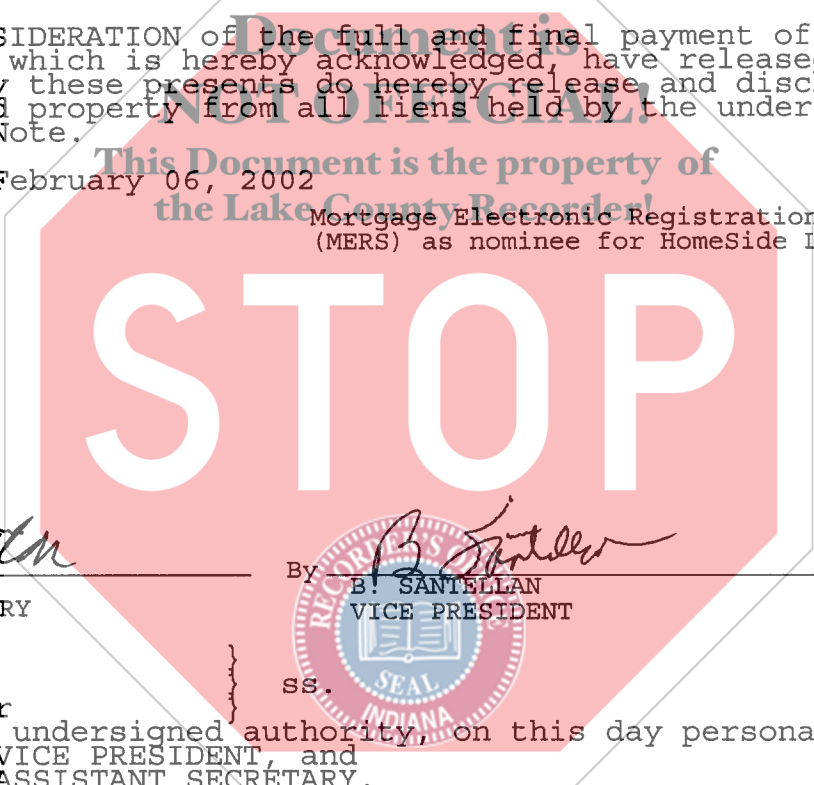 SIDERATION of the full and final payment of
which is hereby acknowledged, have released
y these presents do hereby release and disch
d property from all liens held by the under
Note.
Document is
NOT OFFICIAL!
This Document is the property of
the Lake County Recorder!
February 06, 2002
Mortgage Electronic Registration
(MERS) as nominee for HomeSide L
STOP
By B Santellan
B. SANTELLAN
RY VICE PRESIDENT
RECORDER'S OFFICE
SEAL
INDIANA
ss.
r
undersigned authority, on this day persona
VICE PRESIDENT, and
ASSISTANT SECRETARY,